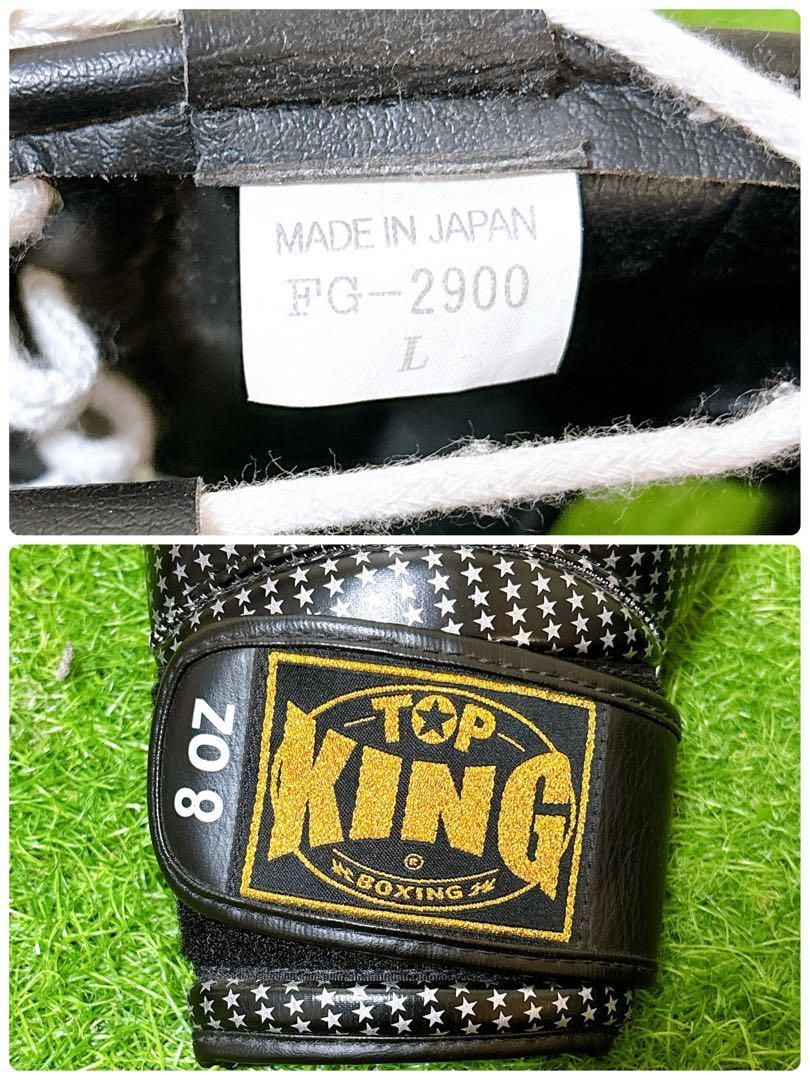 MADE IN JAPAN
FG-2900
L
8 OZ
TOP
KING
®
BOXING